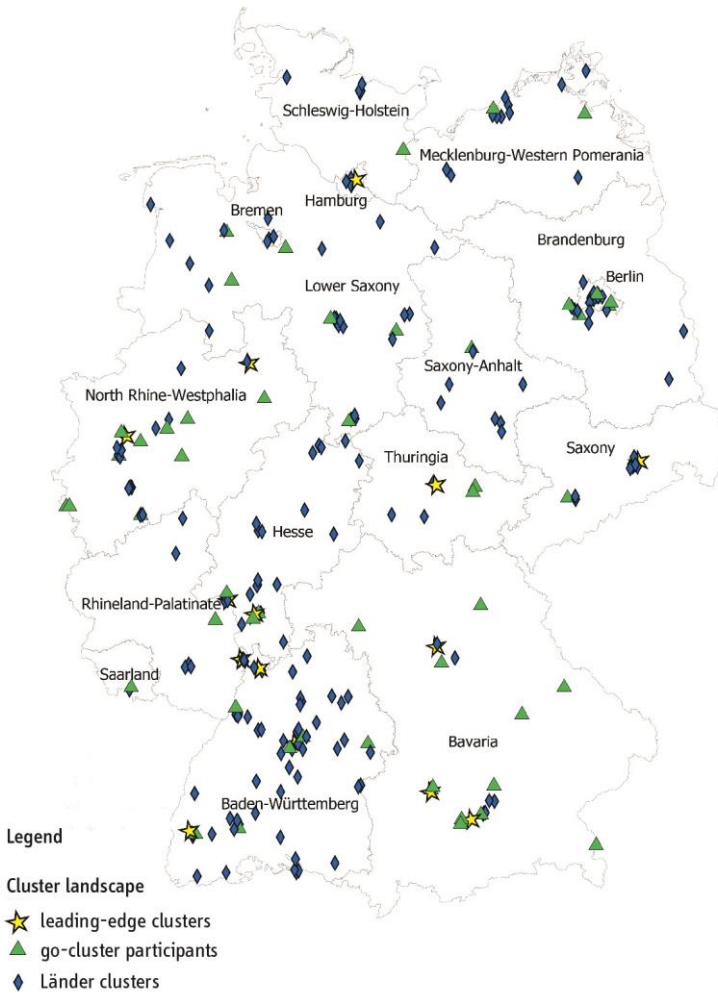 Schleswig-Holstein
Mecklenburg-Western Pomerania
Hamburg
Bremen
Brandenburg
Berlin
Lower Saxony
Saxony-Anhalt
North Rhine-Westphalia
Thuringia
Saxony
Hesse
Rhineland-Palatinate
Saarland
Bavaria
Baden-Württemberg
Legend
Cluster landscape
leading-edge clusters
go-cluster participants
Länder clusters